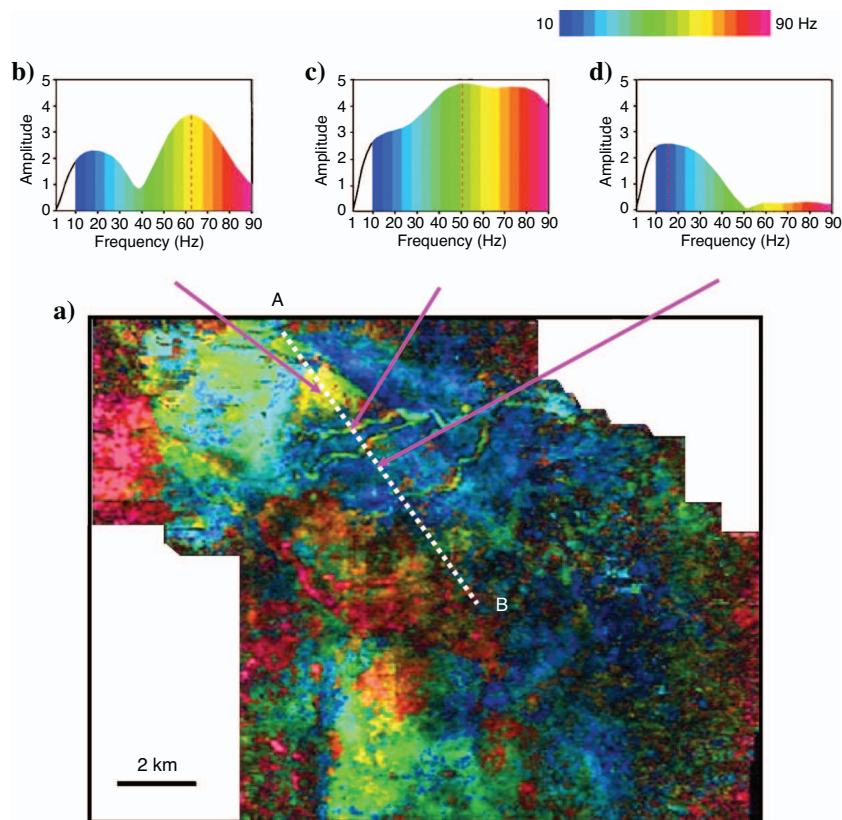 10 90 Hz
b) c) d)
5 5 5
4 4 4
3 3 3
2 2 2
1 1 1
0 0 0
Amplitude Amplitude Amplitude
1 10 20 30 40 50 60 70 80 90 1 10 20 30 40 50 60 70 80 90 1 10 20 30 40 50 60 70 80 90
Frequency (Hz) Frequency (Hz) Frequency (Hz)
a)
A
B
2 km